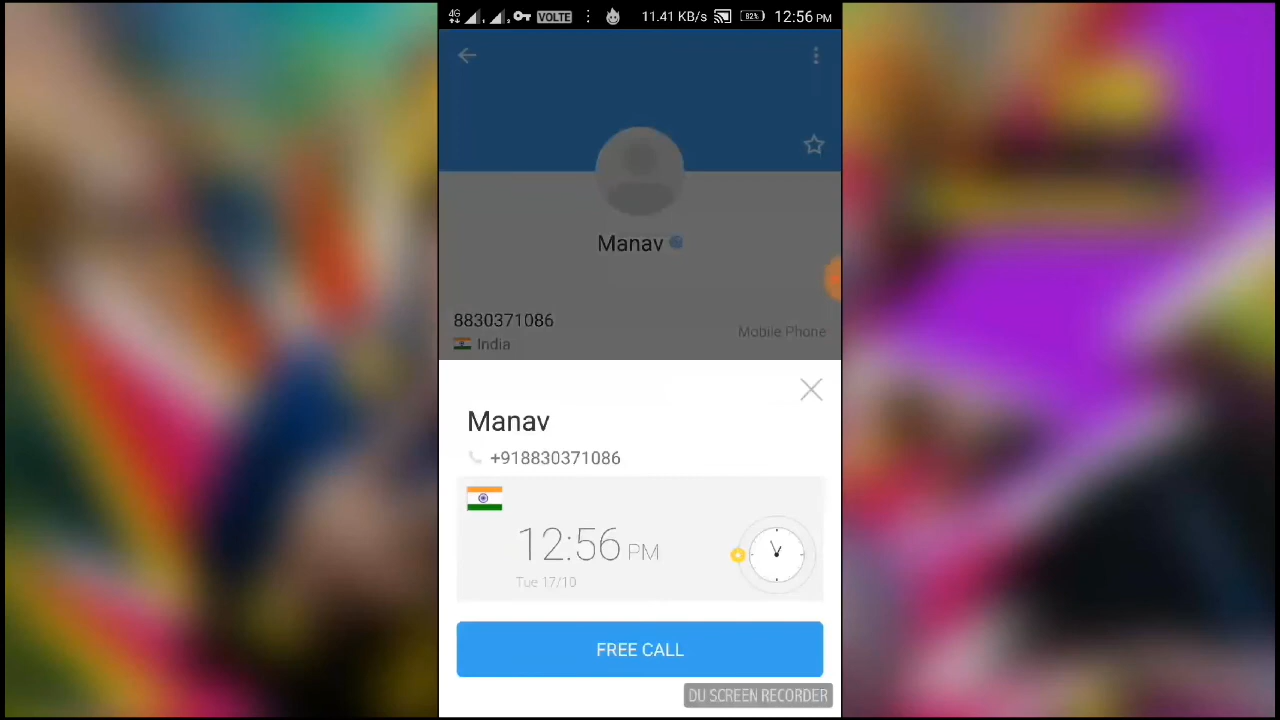 4G VOLTE 11.41 KB/s 82% 12:56 PM
Manav
8830371086
Mobile Phone
India
Manav
+918830371086
12:56 PM
Tue 17/10
FREE CALL
DU SCREEN RECORDER